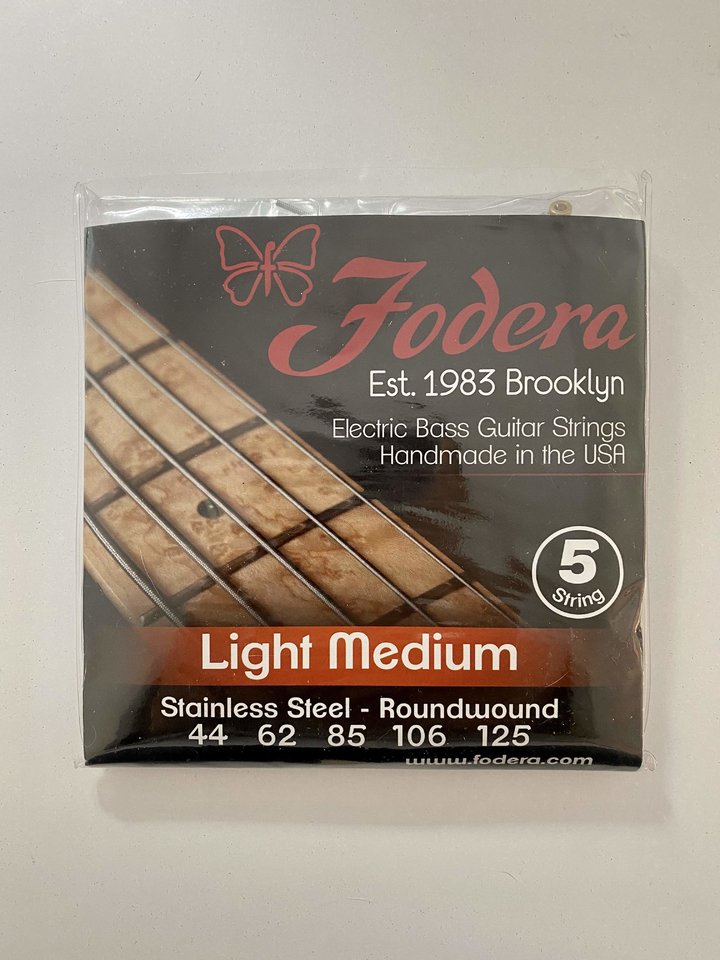 Fodera
Est. 1983 Brooklyn
Electric Bass Guitar Strings
Handmade in the USA
5
String
Light Medium
Stainless Steel - Roundwound
44 62 85 106 125
www.fodera.com